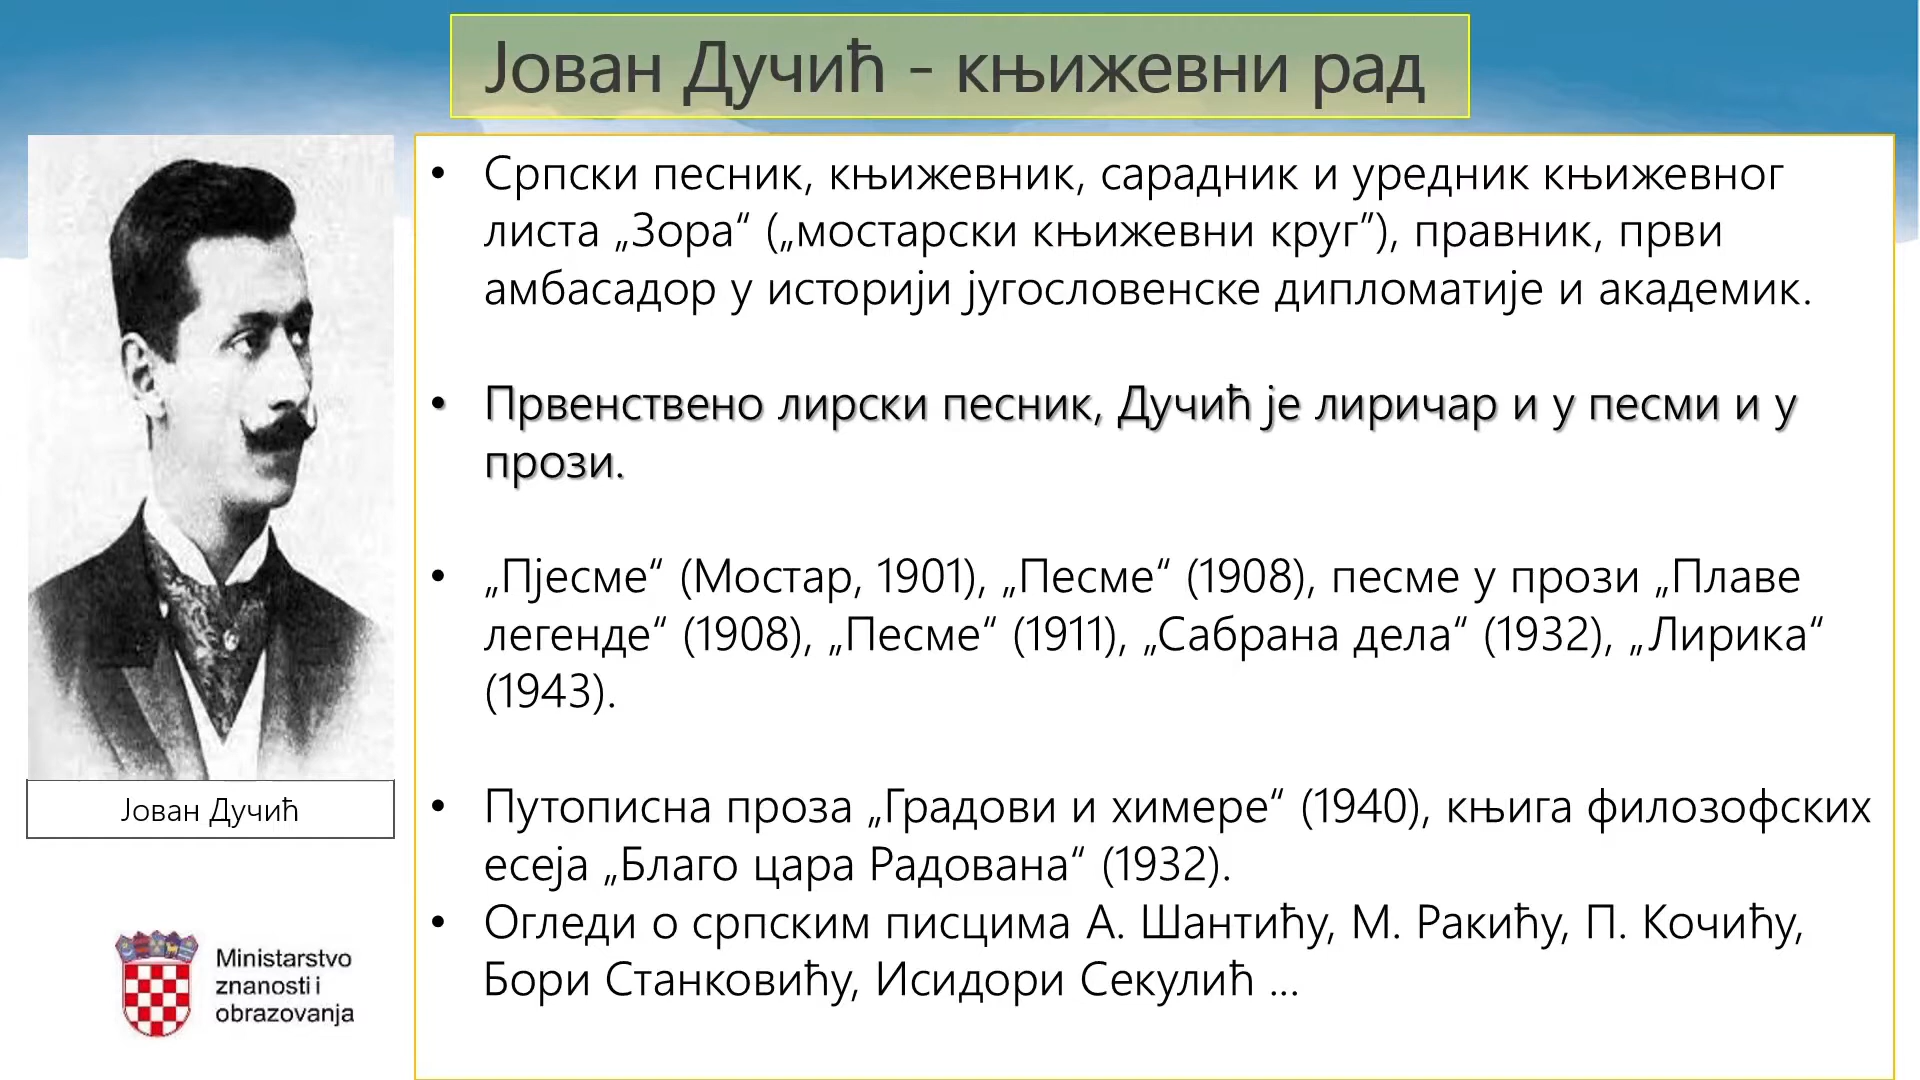 Јован Дучић - књижевни рад
• Српски песник, књижевник, сарадник и уредник књижевног
листа „Зора“ („мостарски књижевни круг”), правник, први
амбасадор у историји југословенске дипломатије и академик.
• Првенствено лирски песник, Дучић је лиричар и у песми и у
прози.
• „Пјесме“ (Мостар, 1901), „Песме“ (1908), песме у прози „Плаве
легенде“ (1908), „Песме“ (1911), „Сабрана дела“ (1932), „Лирика“
(1943).
• Путописна проза „Градови и химере“ (1940), књига филозофских
есеја „Благо цара Радована“ (1932).
• Огледи о српским писцима А. Шантићу, М. Ракићу, П. Кочићу,
Бори Станковићу, Исидори Секулић ...
Јован Дучић
Ministarstvo
znanosti i
obrazovanja